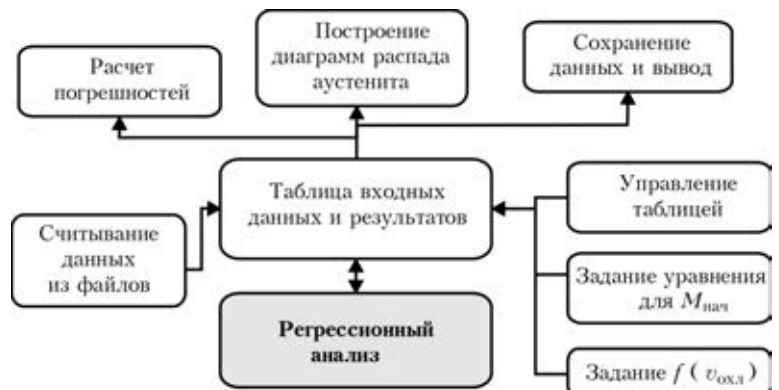 Расчет
погрешностей
Построение
диаграмм распада
аустенита
Сохранение
данных и вывод
Таблица входных
данных и результатов
Управление
таблицей
Считывание
данных
из файлов
Задание уравнения
для Mнач
Регрессионный
анализ
Задание f ( vохл )